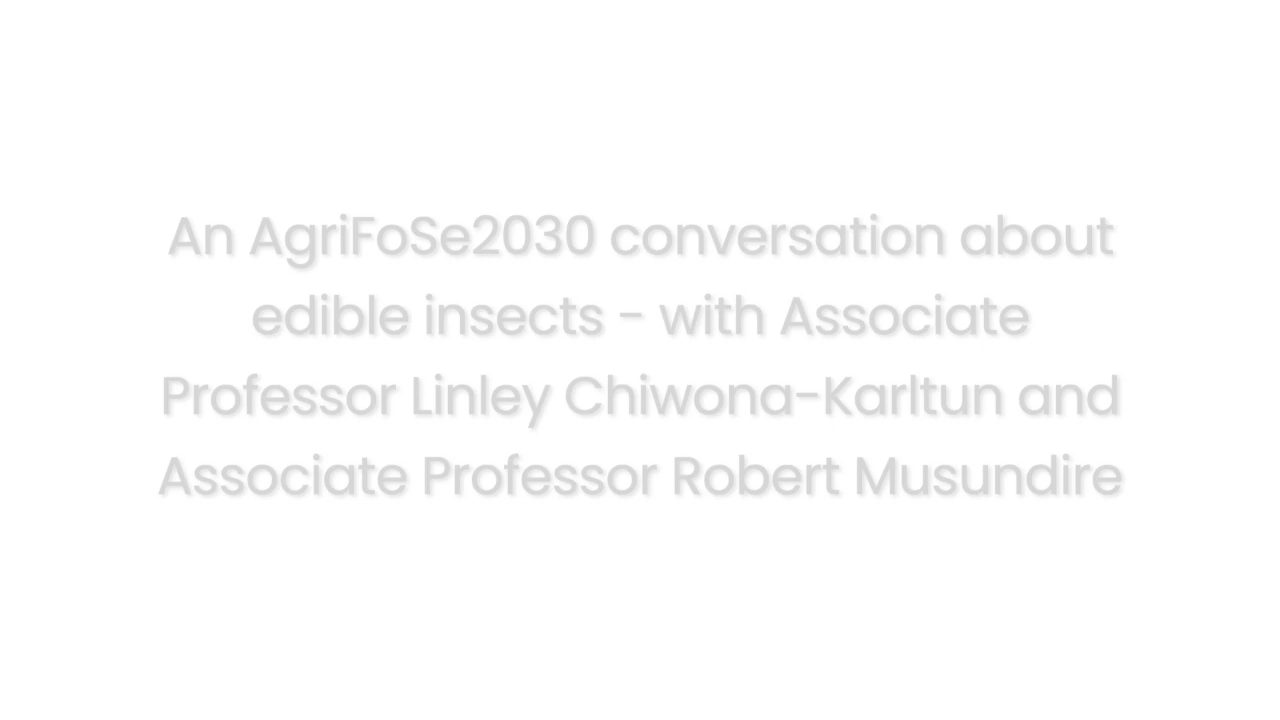 An AgriFoSe2030 conversation about
edible insects - with Associate
Professor Linley Chiwona-Karltun and
Associate Professor Robert Musundire